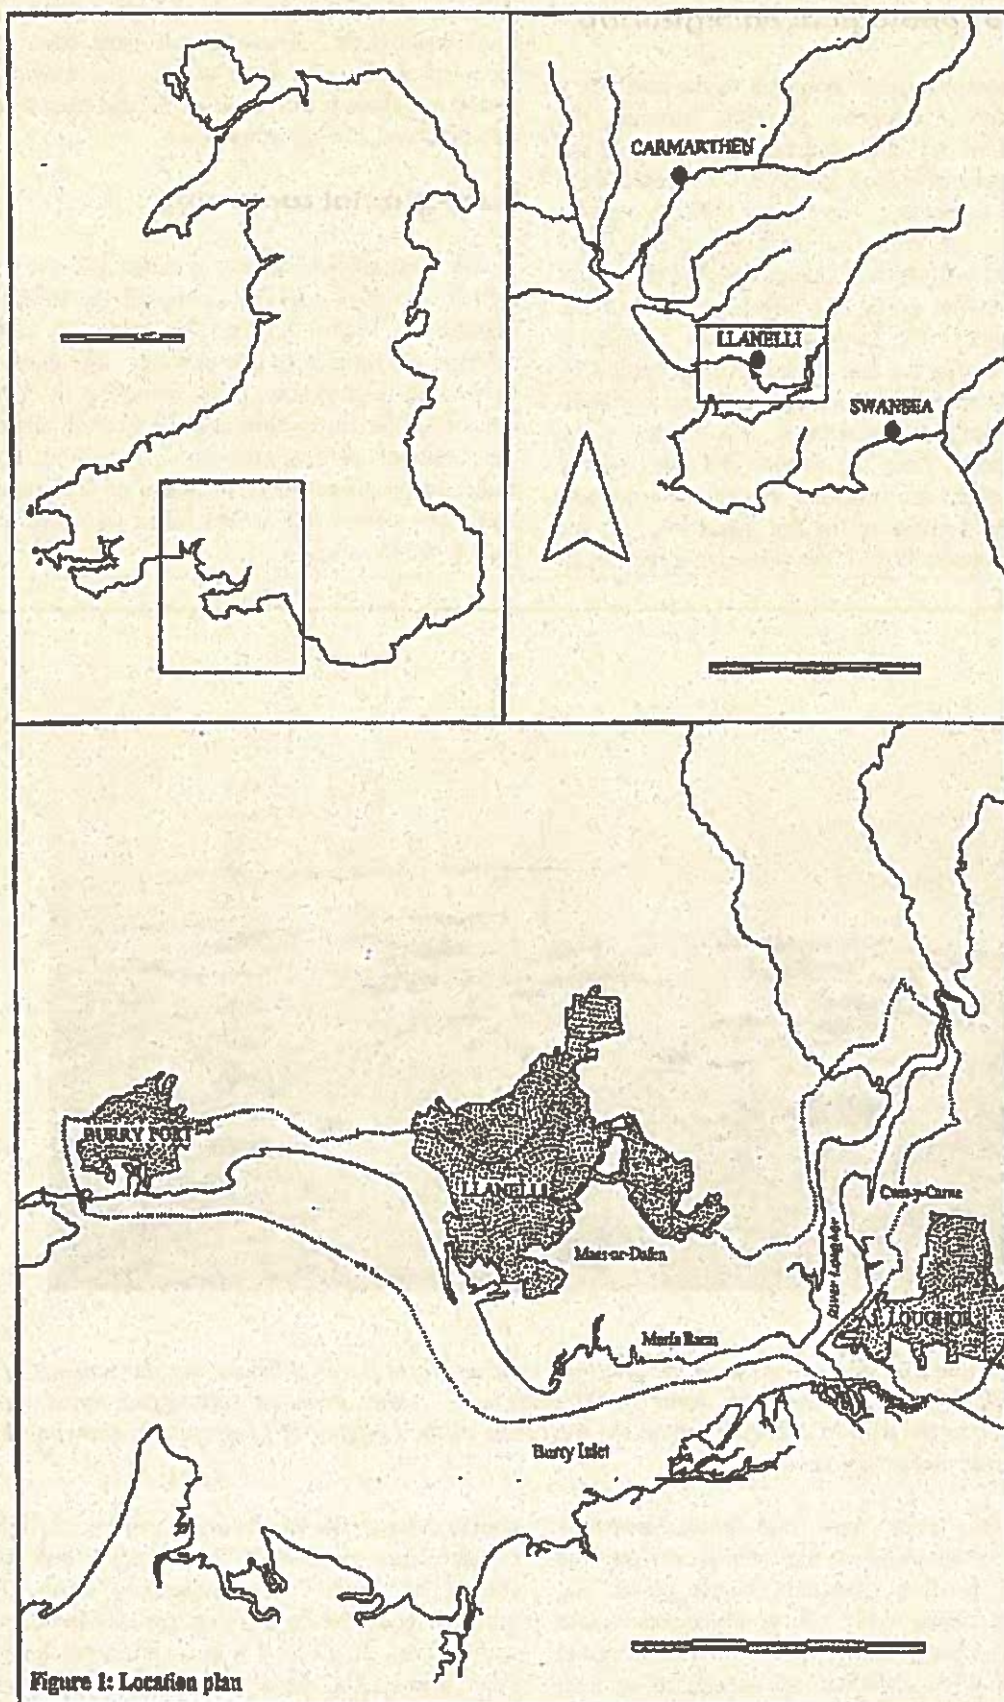 CARMARTHEN
LLANELLI
SWANSEA
BURRY PORT
LLANELLI
Maes-ar-Dafen
Cwm-y-Carne
Lower Loughor
LOUGHOR
Morfa Bacas
Burry Inlet
Figure 1: Location plan